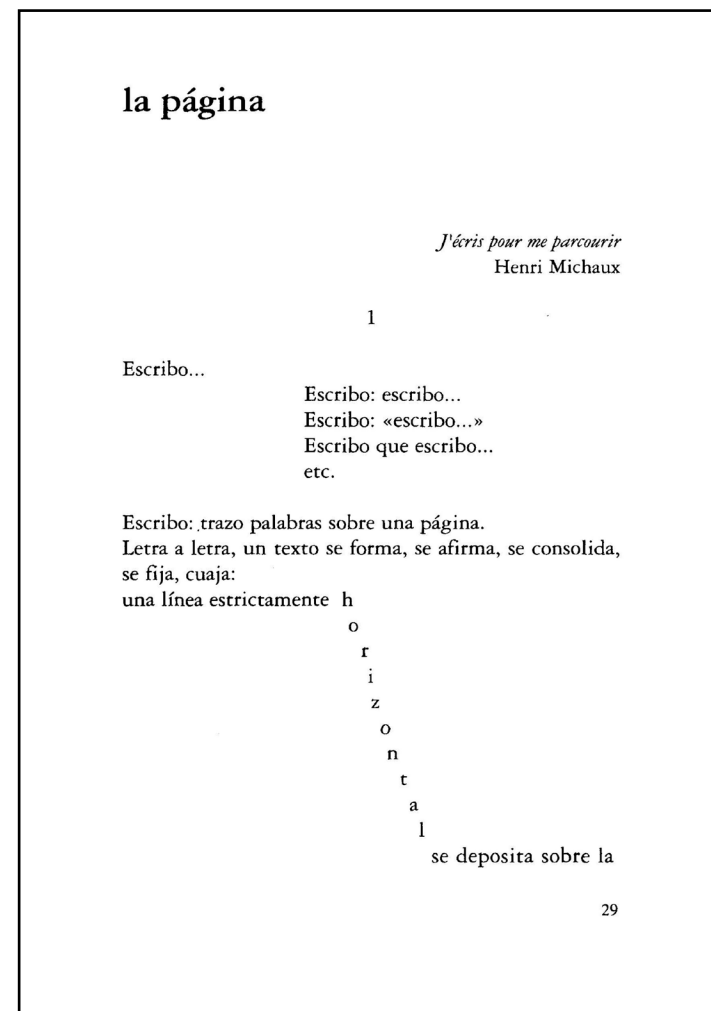 la página
J'écris pour me parcourir
Henri Michaux
1
Escribo...
Escribo: escribo...
Escribo: «escribo...»
Escribo que escribo...
etc.
Escribo: trazo palabras sobre una página.
Letra a letra, un texto se forma, se afirma, se consolida,
se fija, cuaja:
una línea estrictamente h
o
r
i
z
o
n
t
a
l
se deposita sobre la
29